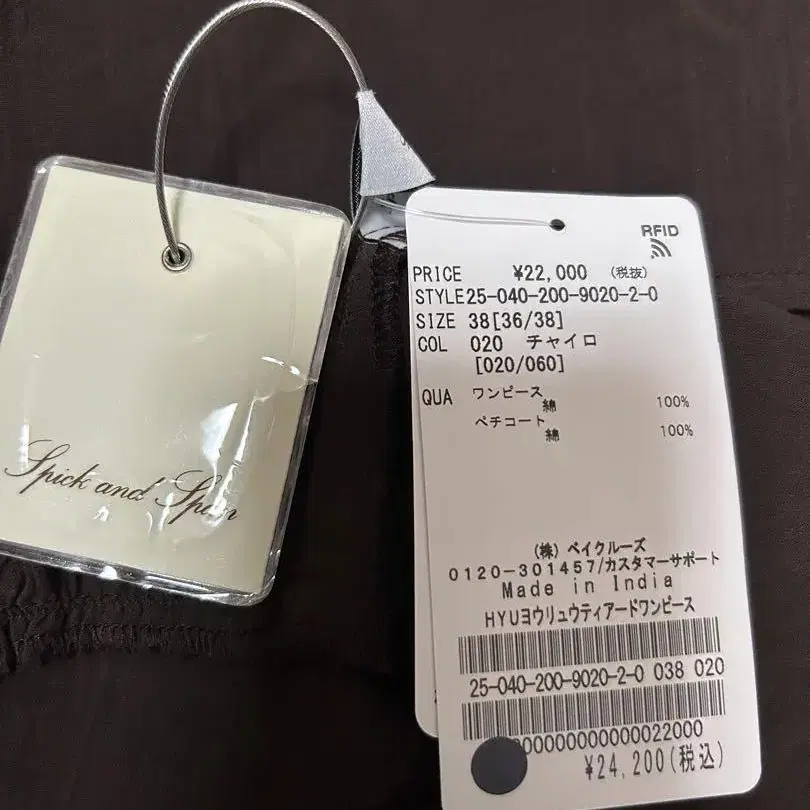 Spick and Span
RFID
PRICE ¥22,000 (税抜)
STYLE25-040-200-9020-2-0
SIZE 38[36/38]
COL 020 チャイロ
[020/060]
QUA ワンピース
綿 100%
ペチコート
綿 100%
(株) ベイクルーズ
0120-301457/カスタマーサポート
Made in India
HYUヨウリュウティアードワンピース
25-040-200-9020-2-0 038 020
0000000000000022000
¥24,200(税込)